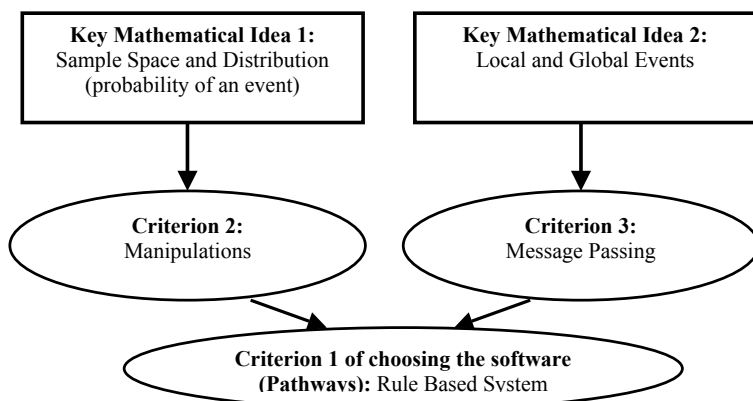 Key Mathematical Idea 1:
Sample Space and Distribution
(probability of an event)
Key Mathematical Idea 2:
Local and Global Events
Criterion 2:
Manipulations
Criterion 3:
Message Passing
Criterion 1 of choosing the software
(Pathways): Rule Based System